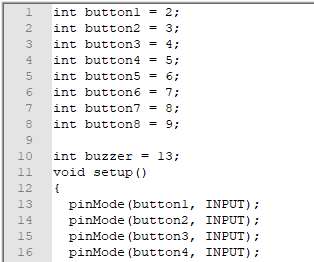 1 int button1 = 2;
2 int button2 = 3;
3 int button3 = 4;
4 int button4 = 5;
5 int button5 = 6;
6 int button6 = 7;
7 int button7 = 8;
8 int button8 = 9;
9
10 int buzzer = 13;
11 void setup()
12 {
13 pinMode(button1, INPUT);
14 pinMode(button2, INPUT);
15 pinMode(button3, INPUT);
16 pinMode(button4, INPUT);